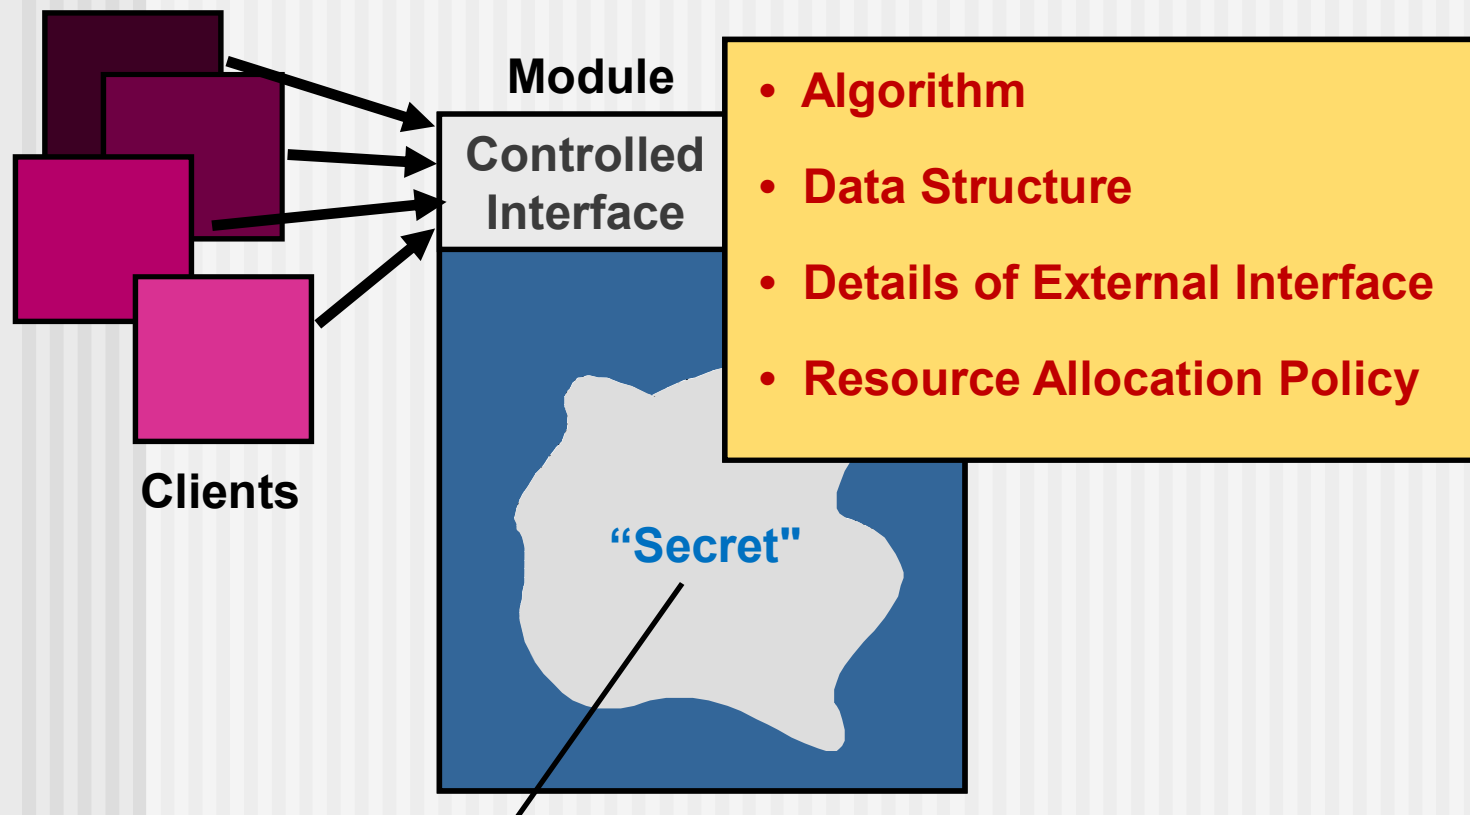 Module
Controlled
Interface
• Algorithm
• Data Structure
• Details of External Interface
• Resource Allocation Policy
Clients
“Secret"